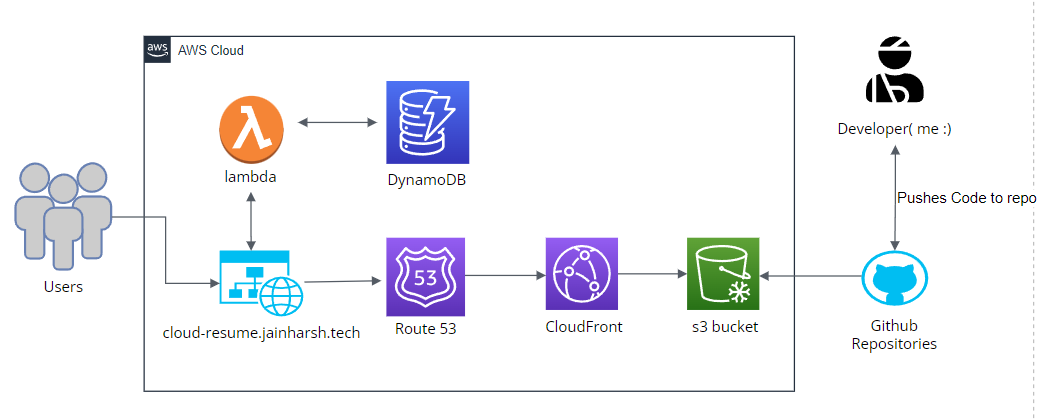 aws
AWS Cloud
Developer( me :)
lambda
DynamoDB
Pushes Code to repo
Users
53
cloud-resume.jainharsh.tech
Route 53
CloudFront
s3 bucket
Github
Repositories